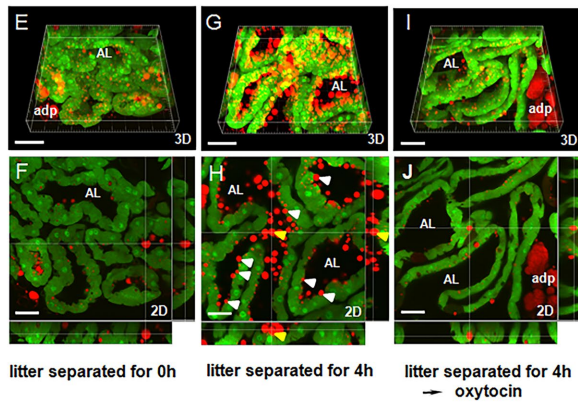 E AL adp 3D
G AL 3D
I AL adp 3D
F AL 2D
H AL AL 2D
J AL AL adp 2D
litter separated for 0h
litter separated for 4h
litter separated for 4h
→ oxytocin